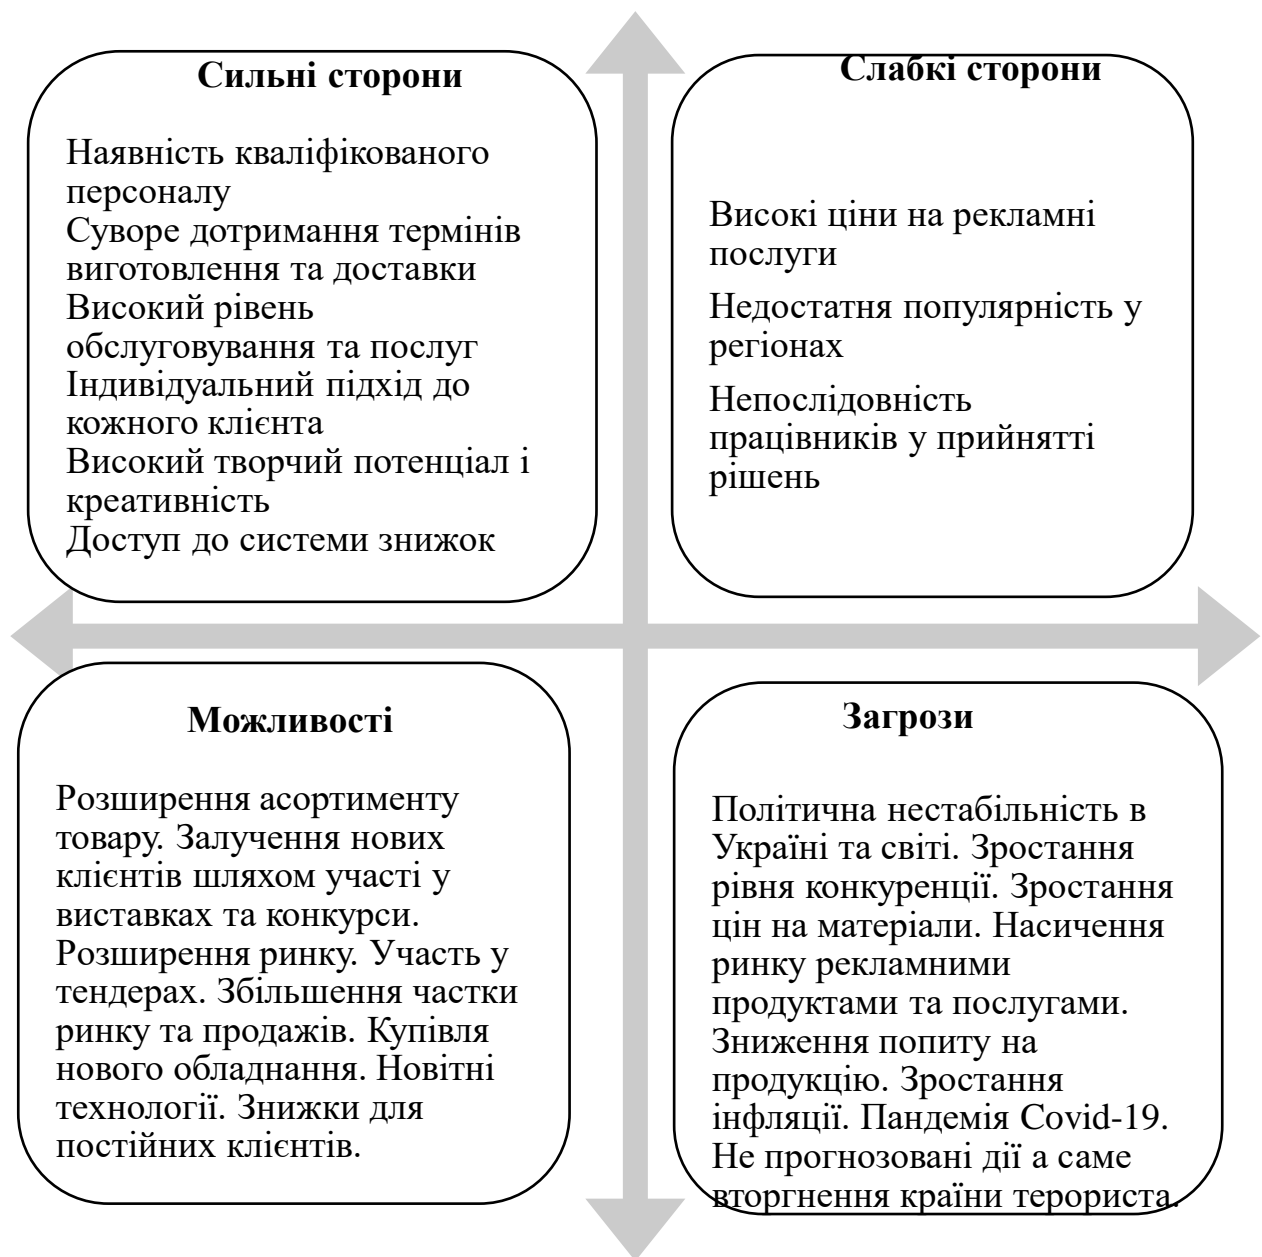 Сильні сторони
Наявність кваліфікованого
персоналу
Суворе дотримання термінів
виготовлення та доставки
Високий рівень
обслуговування та послуг
Індивідуальний підхід до
кожного клієнта
Високий творчий потенціал і
креативність
Доступ до системи знижок
Слабкі сторони
Високі ціни на рекламні
послуги
Недостатня популярність у
регіонах
Непослідовність
працівників у прийнятті
рішень
Можливості
Розширення асортименту
товару. Залучення нових
клієнтів шляхом участі у
виставках та конкурси.
Розширення ринку. Участь у
тендерах. Збільшення частки
ринку та продажів. Купівля
нового обладнання. Новітні
технології. Знижки для
постійних клієнтів.
Загрози
Політична нестабільність в
Україні та світі. Зростання
рівня конкуренції. Зростання
цін на матеріали. Насичення
ринку рекламними
продуктами та послугами.
Зниження попиту на
продукцію. Зростання
інфляції. Пандемія Covid-19.
Не прогнозовані дії а саме
вторгнення країни терориста.